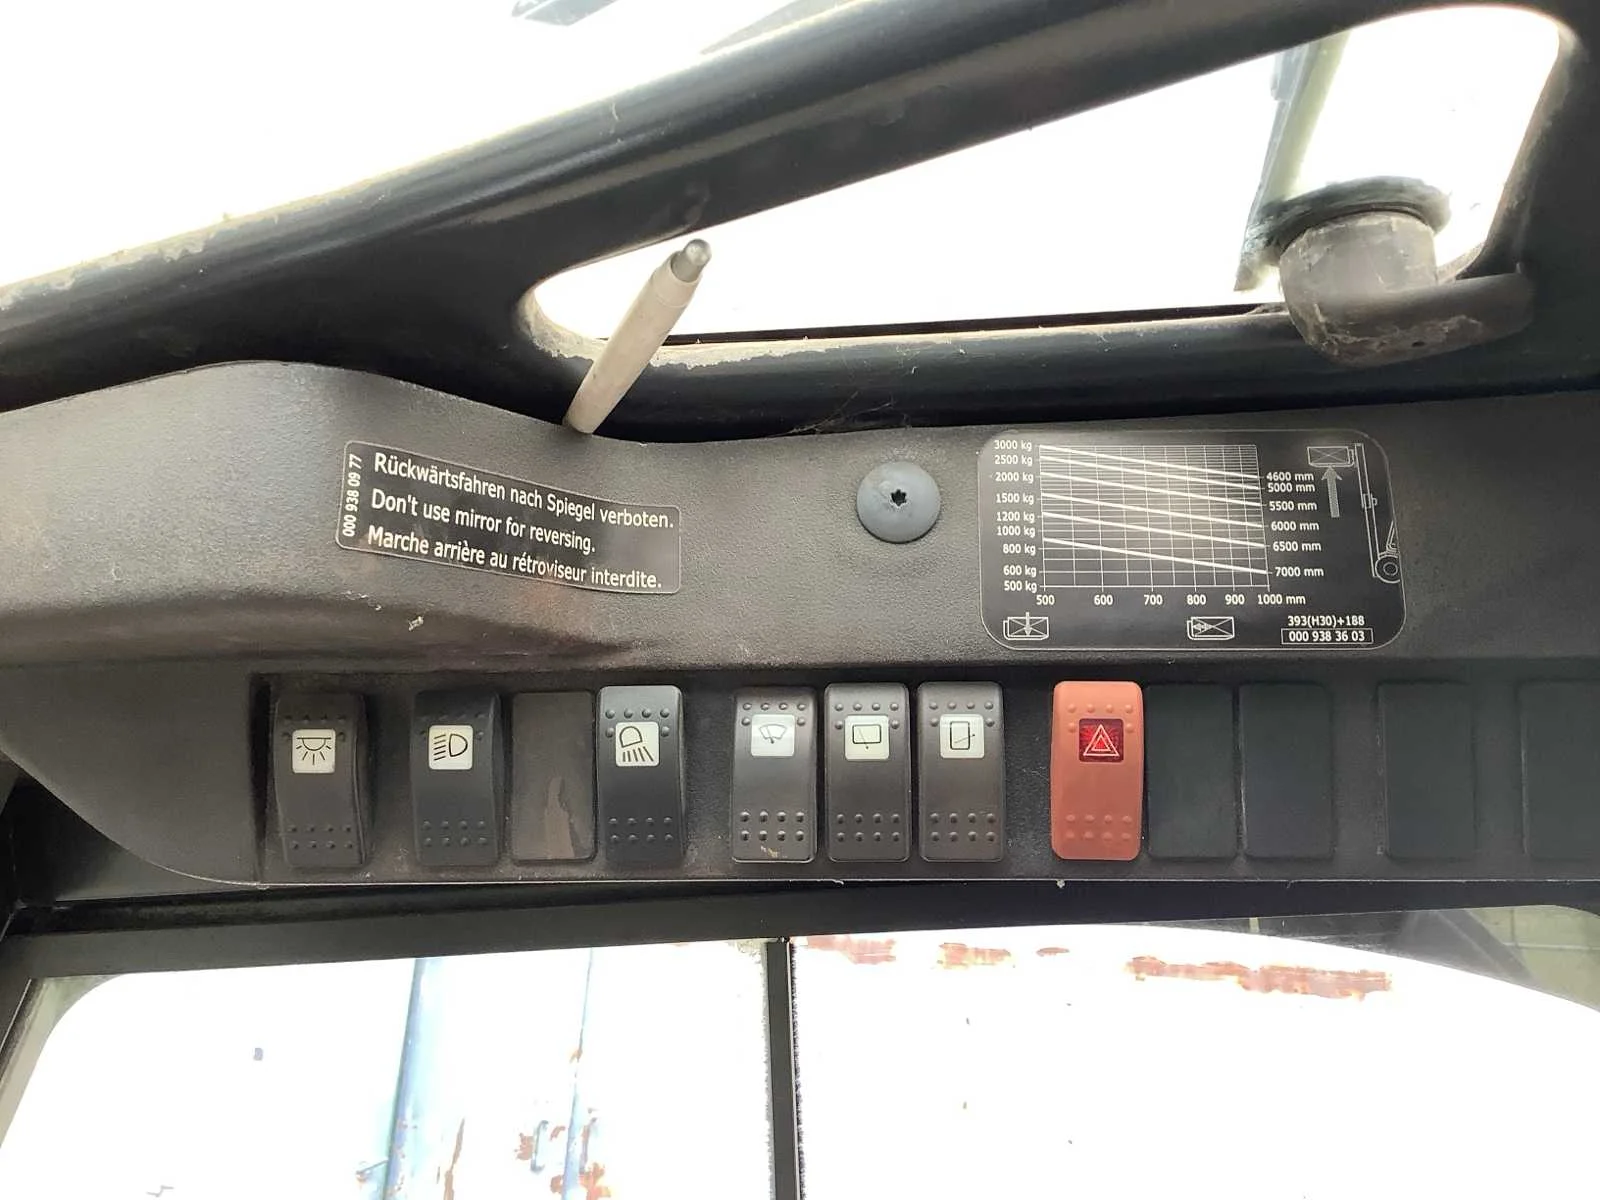 000 938 09 77
Rückwärtsfahren nach Spiegel verboten.
Don't use mirror for reversing.
Marche arrière au rétroviseur interdite.
3000 kg
2500 kg
2000 kg
1500 kg
1200 kg
1000 kg
800 kg
600 kg
500 kg
4600 mm
5000 mm
5500 mm
6000 mm
6500 mm
7000 mm
500 600 700 800 900 1000 mm
393(H30)+188
000 938 36 03